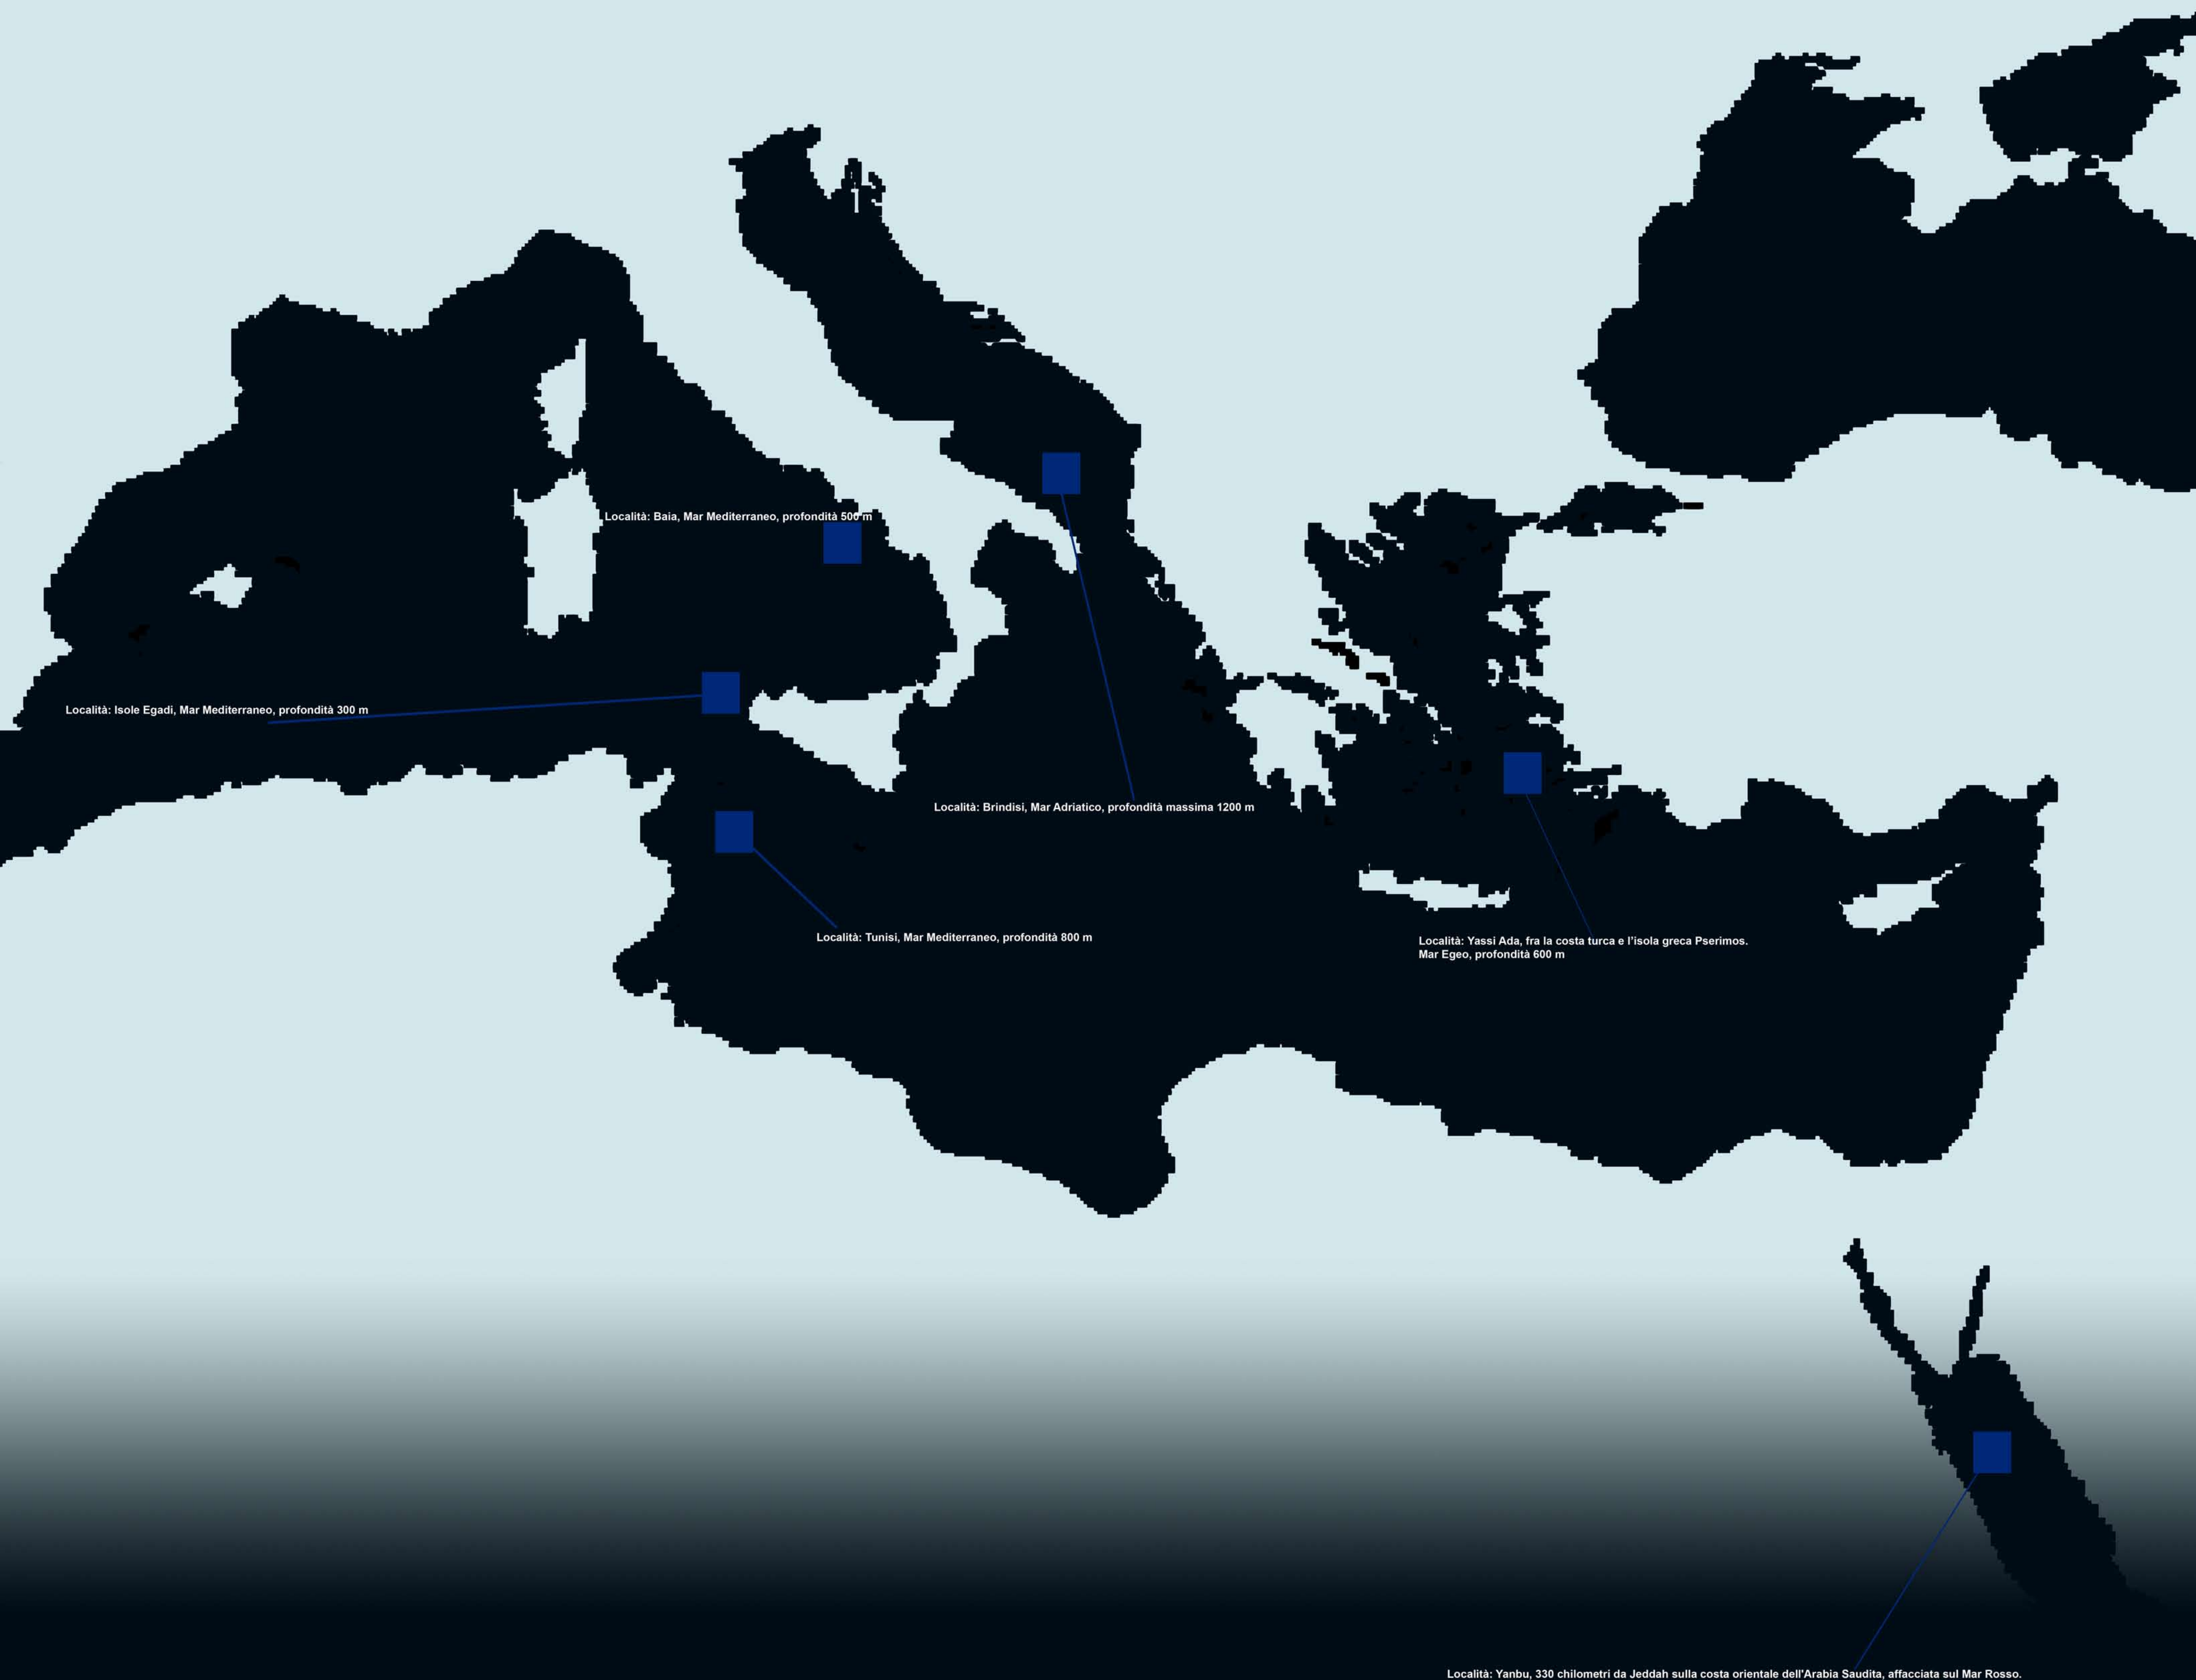 Località: Baia, Mar Mediterraneo, profondità 500 m
Località: Isole Egadi, Mar Mediterraneo, profondità 300 m
Località: Brindisi, Mar Adriatico, profondità massima 1200 m
Località: Tunisi, Mar Mediterraneo, profondità 800 m
Località: Yassi Ada, fra la costa turca e l'isola greca Pserimos.
Mar Egeo, profondità 600 m
Località: Yanbu, 330 chilometri da Jeddah sulla costa orientale dell'Arabia Saudita, affacciata sul Mar Rosso.